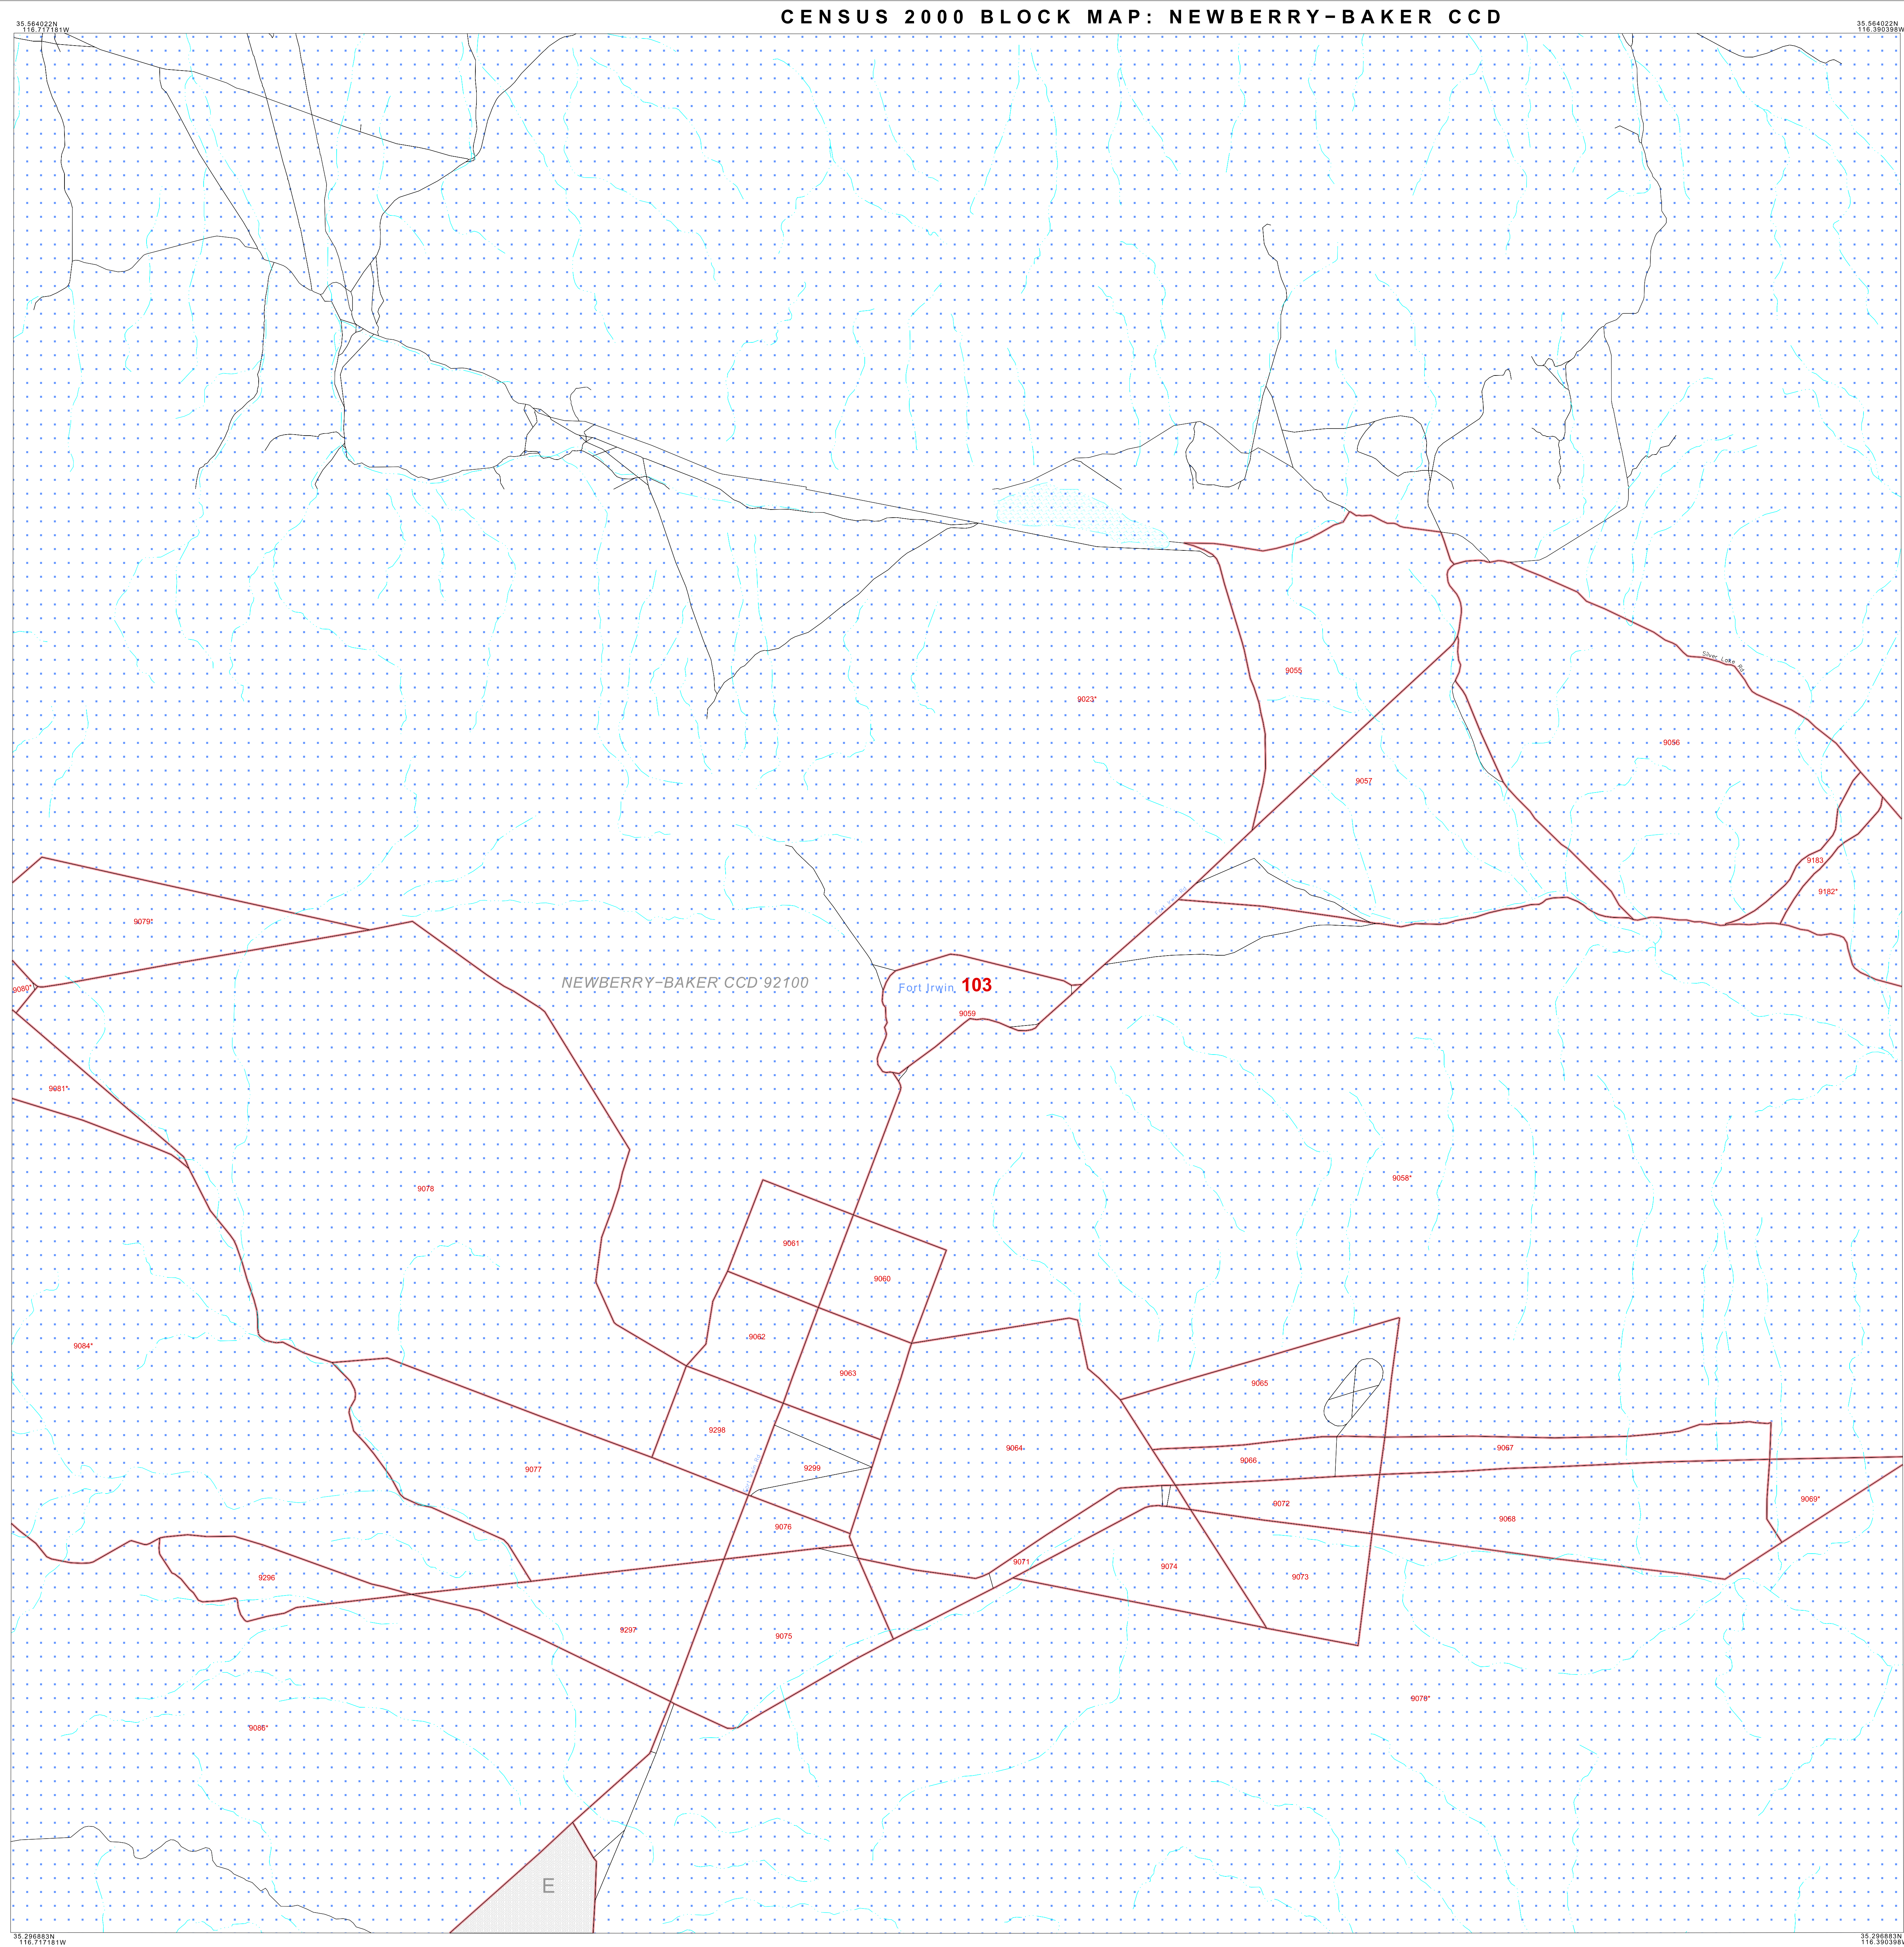 CENSUS 2000 BLOCK MAP: NEWBERRY−BAKER CCD
35.564022N
116.717181W
35.564022N
116.390398W
Silver Lake Rd
9055
9023*
9056
9057
9183
9182*
9079*
NEWBERRY−BAKER CCD 92100
Fort Irwin 103
9080*
9059
9081*
9078
9058*
9061
9060
9062
9063
9084*
9065
9298
9064
9067
9066
9299
9077
9069*
9072
9068
9076
9071
9074
9296
9073
9297
9075
9086*
E
35.296883N
116.717181W
35.296883N
116.390398W